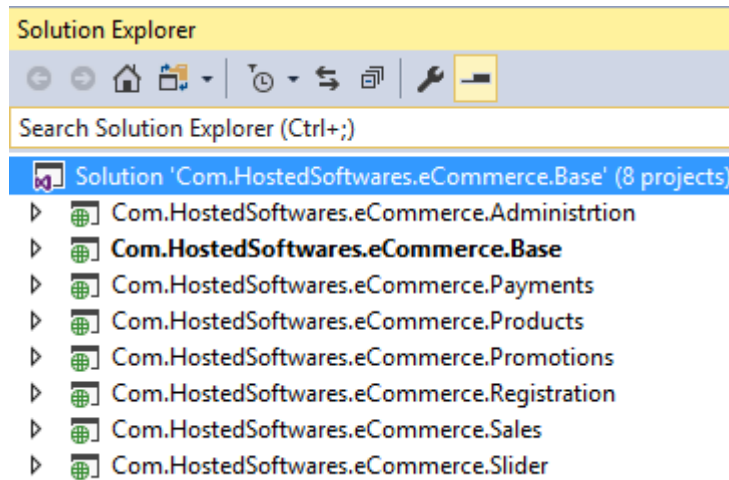 Solution Explorer
Search Solution Explorer (Ctrl+;)
Solution 'Com.HostedSoftwares.eCommerce.Base' (8 projects)
Com.HostedSoftwares.eCommerce.Administrtion
Com.HostedSoftwares.eCommerce.Base
Com.HostedSoftwares.eCommerce.Payments
Com.HostedSoftwares.eCommerce.Products
Com.HostedSoftwares.eCommerce.Promotions
Com.HostedSoftwares.eCommerce.Registration
Com.HostedSoftwares.eCommerce.Sales
Com.HostedSoftwares.eCommerce.Slider